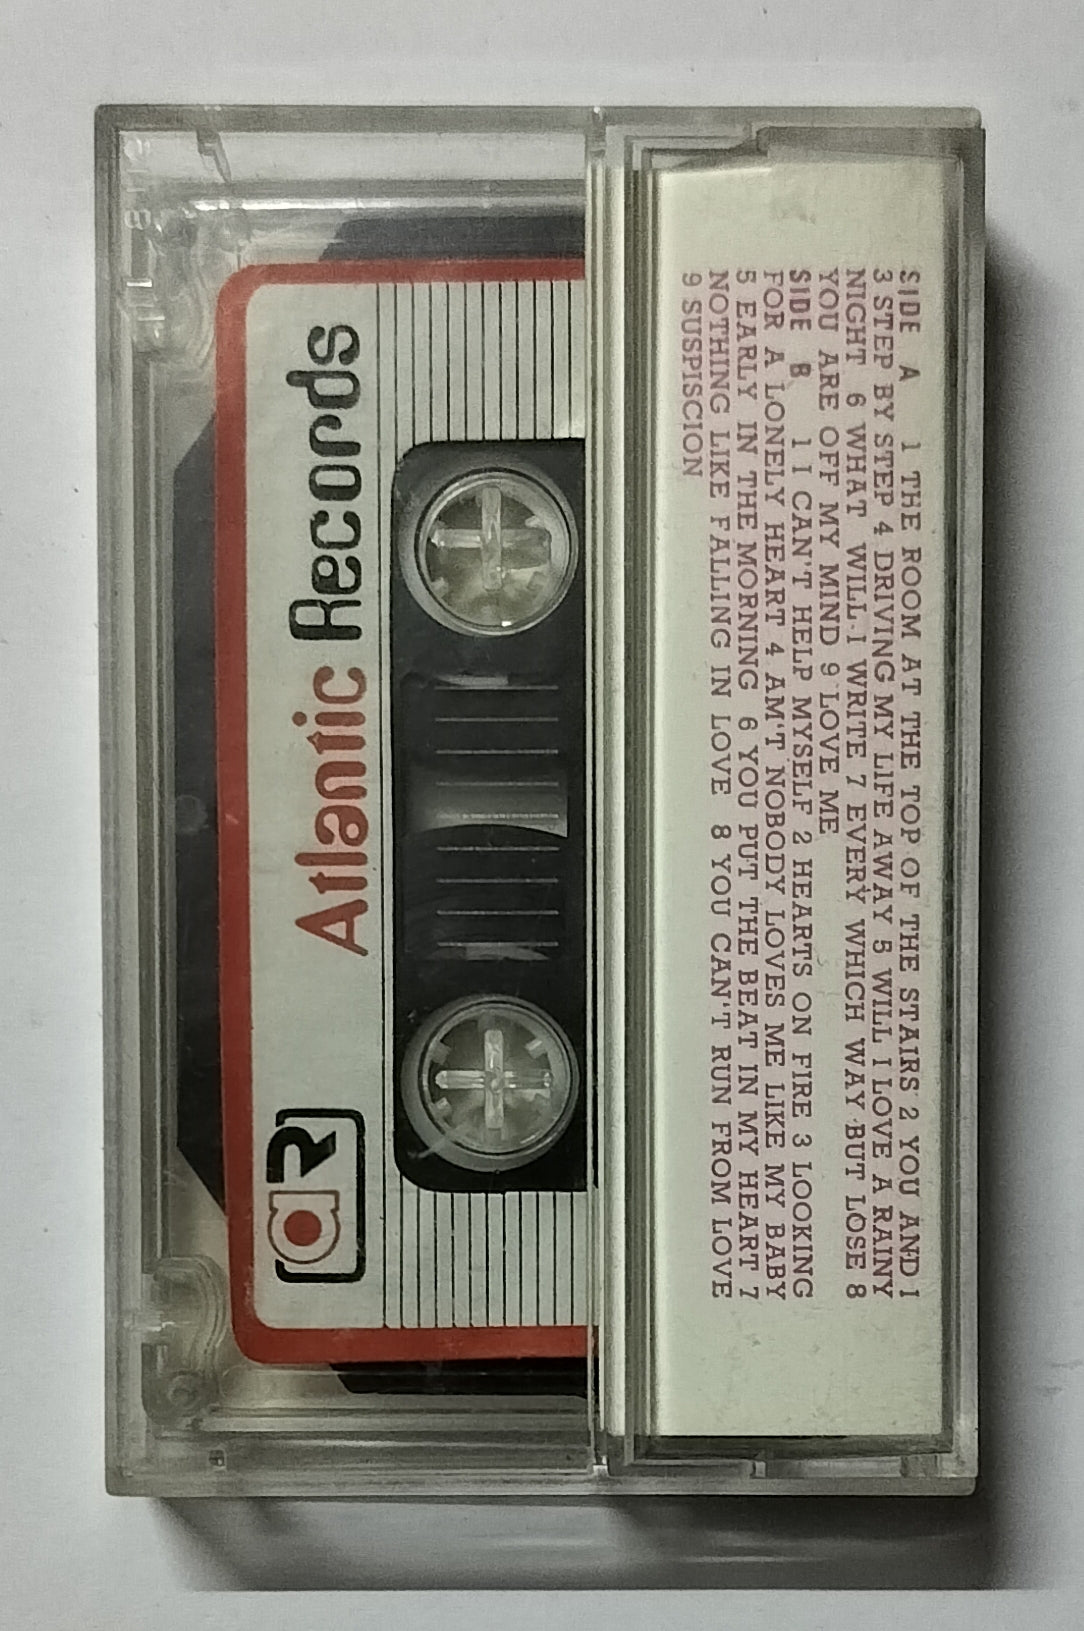 Atlantic Records
aR
SIDE A 1 THE ROOM AT THE TOP OF THE STAIRS 2 YOU AND I
3 STEP BY STEP 4 DRIVING MY LIFE AWAY 5 WILL I LOVE A RAINY
NIGHT 6 WHAT WILL I WRITE 7 EVERY WHICH WAY BUT LOSE 8
YOU ARE OFF MY MIND 9 LOVE ME
SIDE B 1 I CAN'T HELP MYSELF 2 HEARTS ON FIRE 3 LOOKING
FOR A LONELY HEART 4 AM'T NOBODY LOVES ME LIKE MY BABY
5 EARLY IN THE MORNING 6 YOU PUT THE BEAT IN MY HEART 7
NOTHING LIKE FALLING IN LOVE 8 YOU CAN'T RUN FROM LOVE
9 SUSPISCION